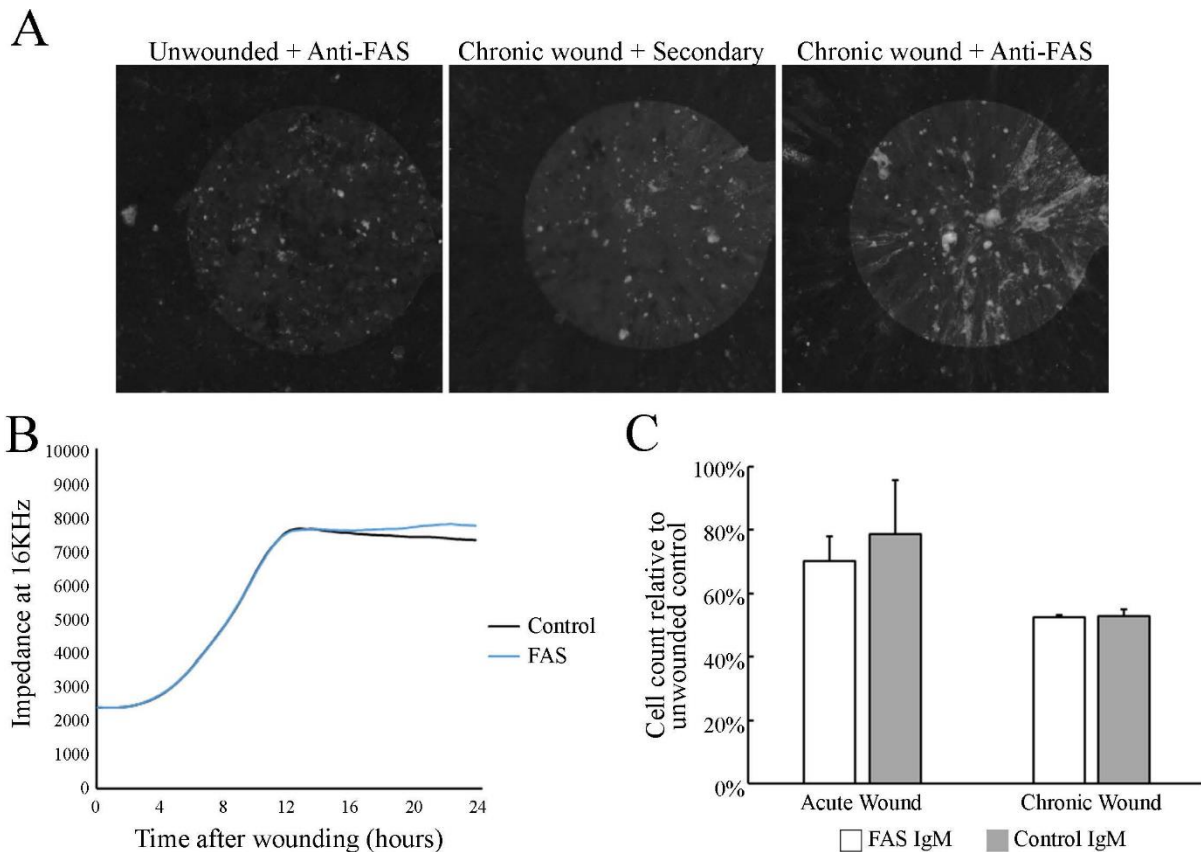 A
Unwounded + Anti-FAS
Chronic wound + Secondary
Chronic wound + Anti-FAS
B
Impedance at 16KHz
10000
9000
8000
7000
6000
5000
4000
3000
2000
1000
0
0 4 8 12 16 20 24
Time after wounding (hours)
Control
FAS
C
Cell count relative to
unwounded control
100%
80%
60%
40%
20%
0%
Acute Wound
Chronic Wound
FAS IgM
Control IgM